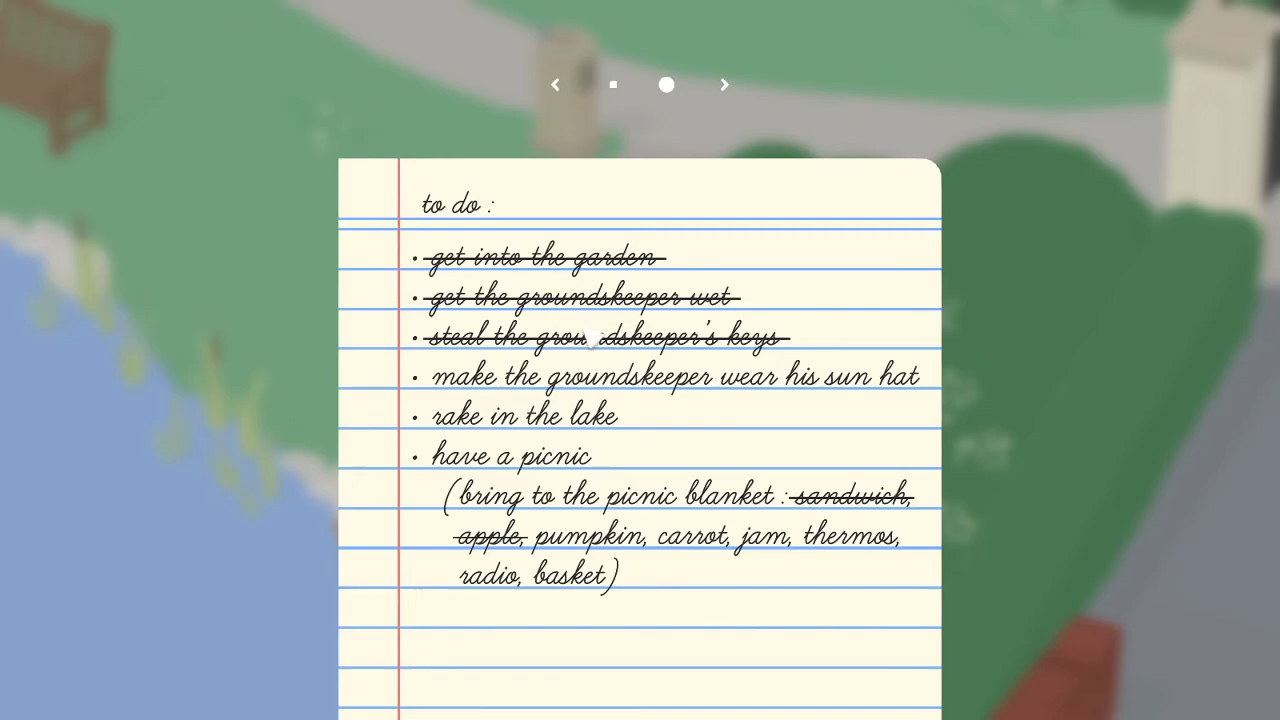 to do :
• get into the garden
• get the groundskeeper wet
• steal the groundskeeper's keys
• make the groundskeeper wear his sun hat
• rake in the lake
• have a picnic
(bring to the picnic blanket : sandwich,
apple, pumpkin, carrot, jam, thermos,
radio, basket)